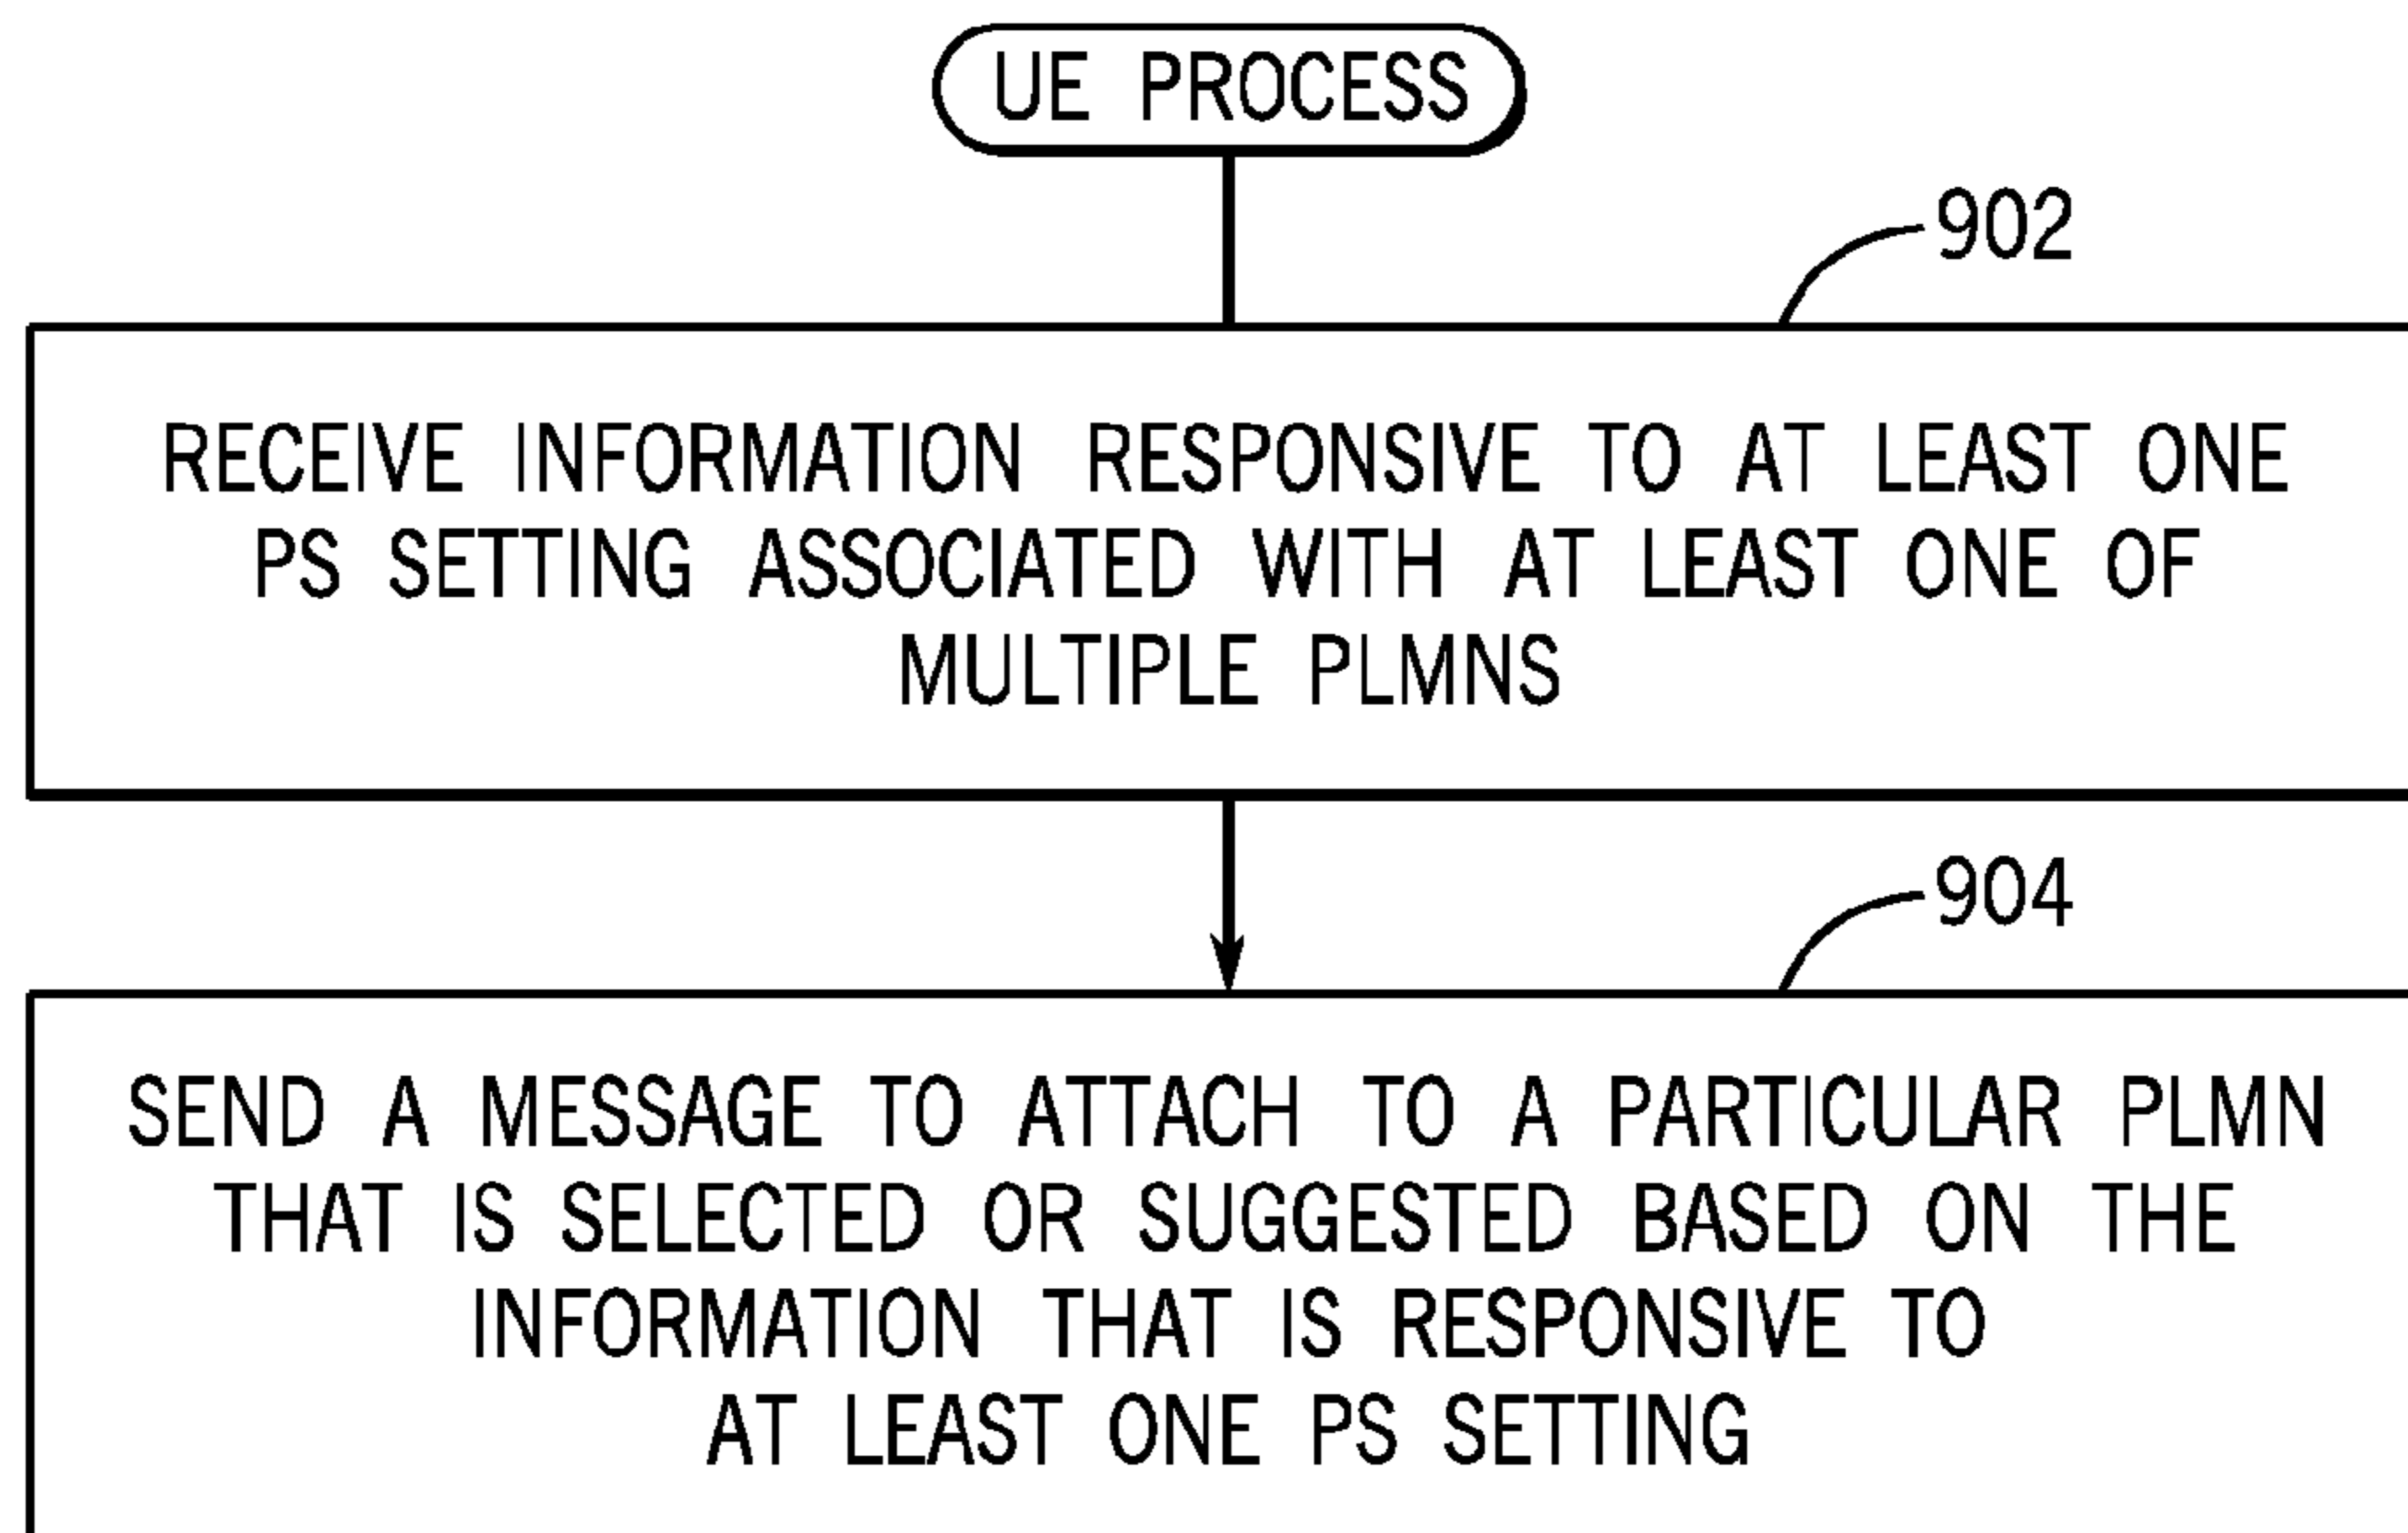 UE PROCESS
902
RECEIVE INFORMATION RESPONSIVE TO AT LEAST ONE
PS SETTING ASSOCIATED WITH AT LEAST ONE OF
MULTIPLE PLMNS
904
SEND A MESSAGE TO ATTACH TO A PARTICULAR PLMN
THAT IS SELECTED OR SUGGESTED BASED ON THE
INFORMATION THAT IS RESPONSIVE TO
AT LEAST ONE PS SETTING